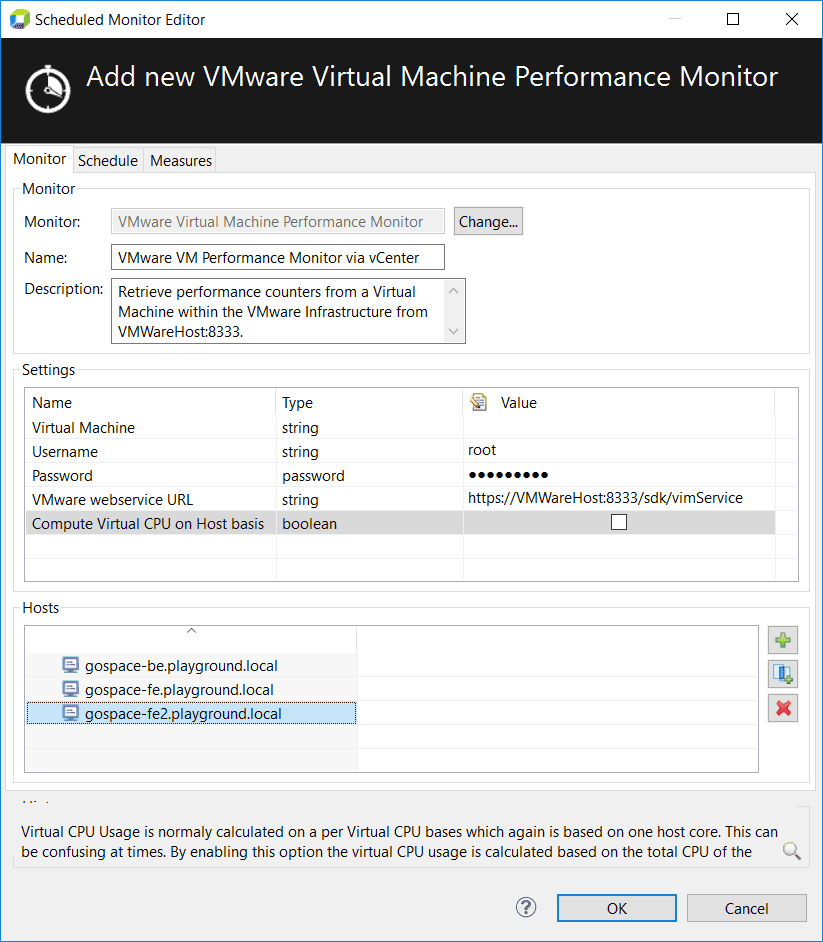 Scheduled Monitor Editor
Add new VMware Virtual Machine Performance Monitor
Monitor Schedule Measures
Monitor
Monitor: VMware Virtual Machine Performance Monitor Change...
Name: VMware VM Performance Monitor via vCenter
Description: Retrieve performance counters from a Virtual
Machine within the VMware Infrastructure from
VMWareHost:8333.
Settings
Name Type Value
Virtual Machine string
Username string root
Password password ●●●●●●●●●
VMware webservice URL string https://VMWareHost:8333/sdk/vimService
Compute Virtual CPU on Host basis boolean
Hosts
gospace-be.playground.local
gospace-fe.playground.local
gospace-fe2.playground.local
Virtual CPU Usage is normaly calculated on a per Virtual CPU bases which again is based on one host core. This can
be confusing at times. By enabling this option the virtual CPU usage is calculated based on the total CPU of the
? OK Cancel